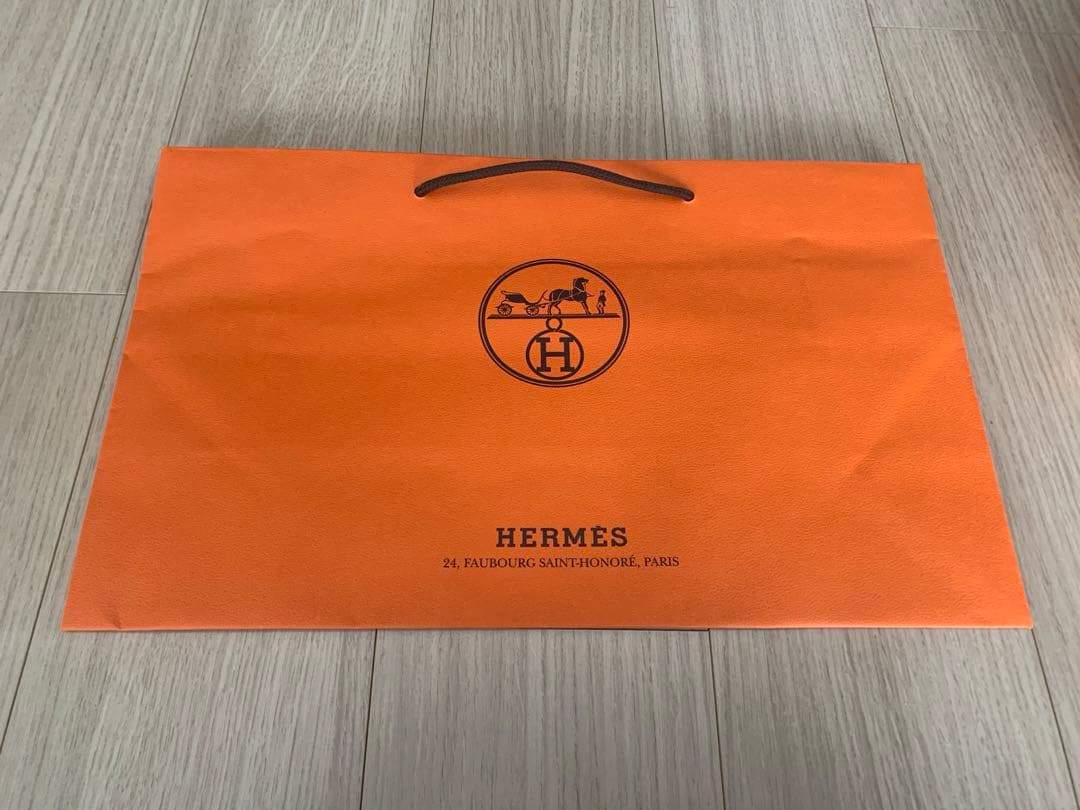 H
HERMÈS
24, FAUBOURG SAINT-HONORÉ, PARIS